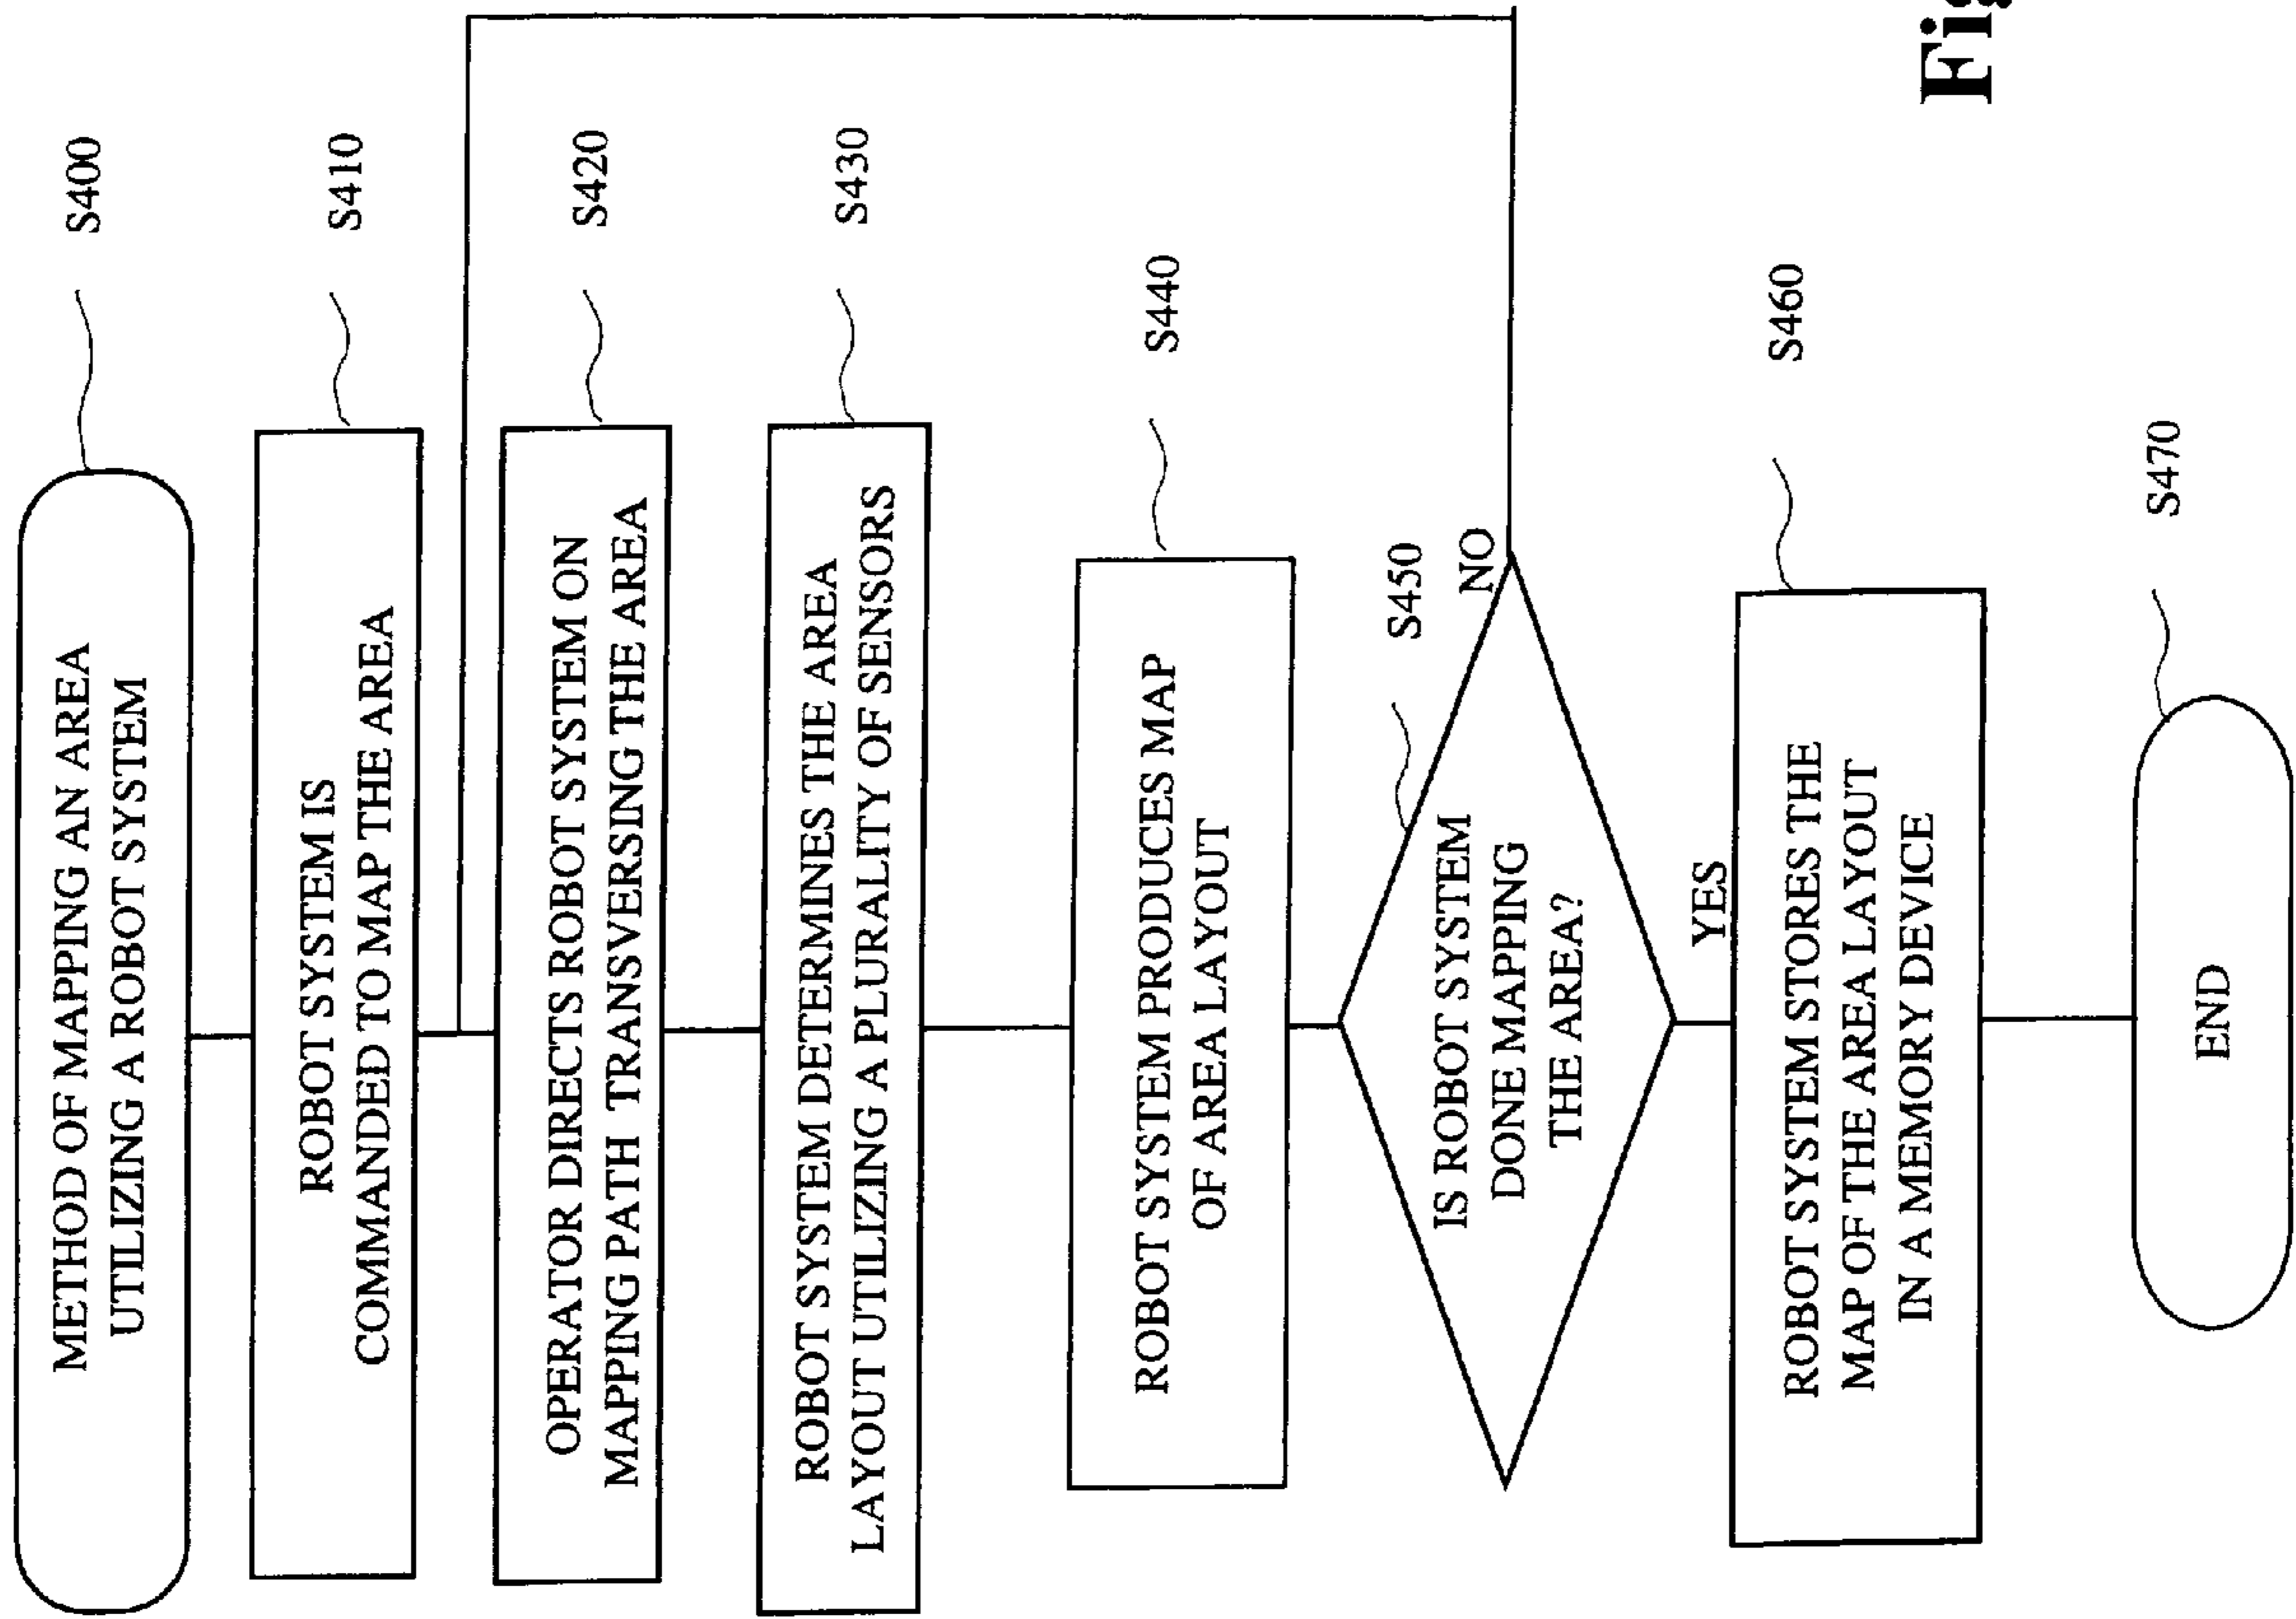 METHOD OF MAPPING AN AREA
UTILIZING A ROBOT SYSTEM
S400
ROBOT SYSTEM IS
COMMANDED TO MAP THE AREA
S410
OPERATOR DIRECTS ROBOT SYSTEM ON
MAPPING PATH TRANSVERSING THE AREA
S420
ROBOT SYSTEM DETERMINES THE AREA
LAYOUT UTILIZING A PLURALITY OF SENSORS
S430
ROBOT SYSTEM PRODUCES MAP
OF AREA LAYOUT
S440
IS ROBOT SYSTEM
DONE MAPPING
THE AREA?
S450
NO
YES
ROBOT SYSTEM STORES THE
MAP OF THE AREA LAYOUT
IN A MEMORY DEVICE
S460
END
S470
Fig